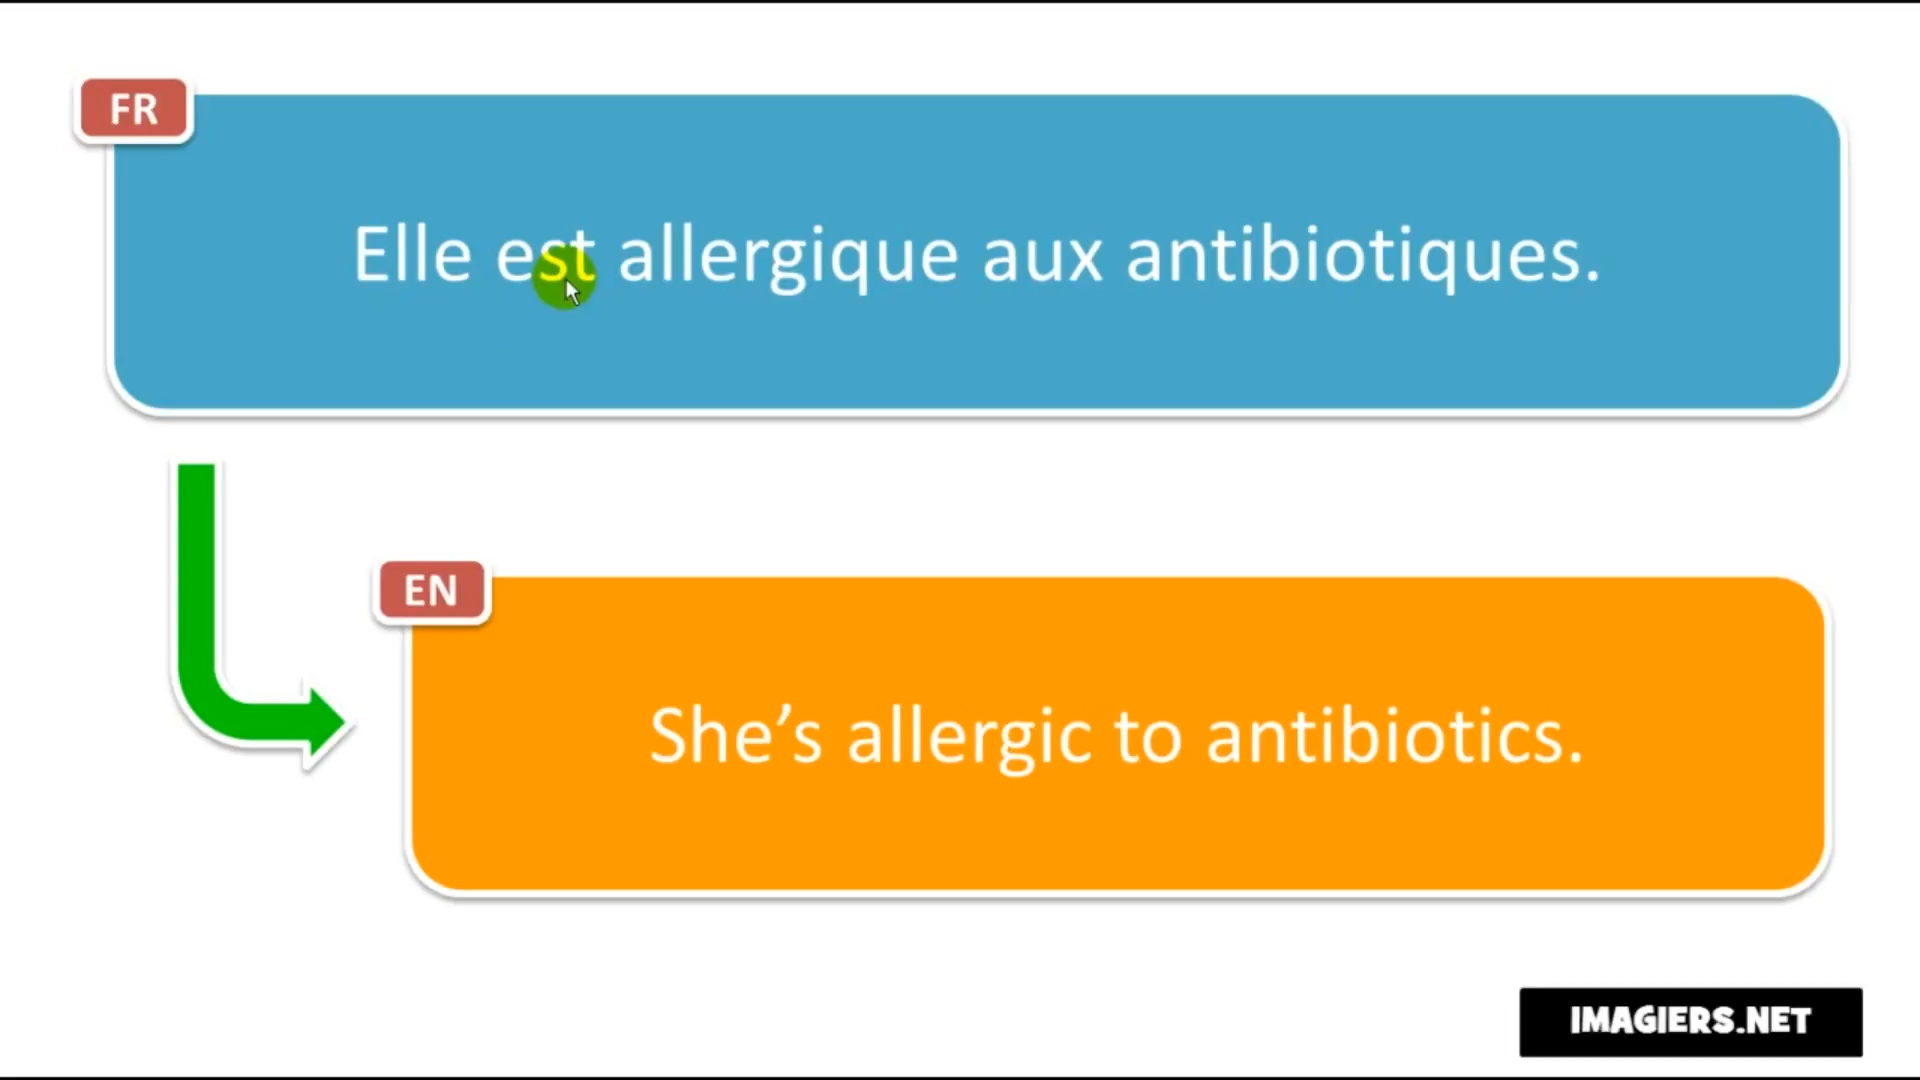 FR
Elle est allergique aux antibiotiques.
EN
She’s allergic to antibiotics.
IMAGIERS.NET